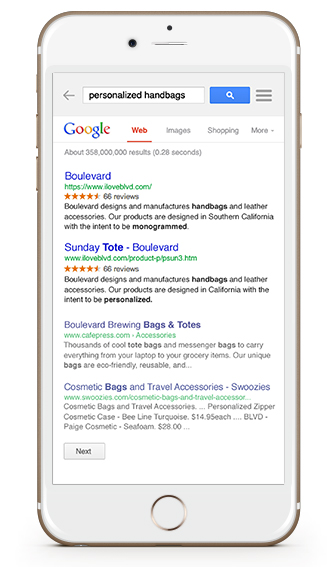 personalized handbags
Google Web Images Shopping More
About 358,000,000 results (0.28 seconds)
Boulevard
https://www.iloveblvd.com/
66 reviews
Boulevard designs and manufactures handbags and leather
accessories. Our products are designed in Southern California
with the intent to be monogrammed.
Sunday Tote - Boulevard
www.iloveblvd.com/product-p/psun3.htm
66 reviews
Boulevard designs and manufactures handbags and leather
accessories. Our products are designed in California with the
intent to be personalized.
Boulevard Brewing Bags & Totes
www.cafepress.com › Accessories
Thousands of cool tote bags and messenger bags to carry
everything from your laptop to your grocery items. Our unique
bags are eco-friendly, reusable, and...
Cosmetic Bags and Travel Accessories - Swoozies
www.swoozies.com/cosmetic-bags-and-travel-accessor...
Cosmetic Bags and Travel Accessories. ... Personalized Zipper
Cosmetic Case - Bee Line Turquoise. $14.95each .... BLVD -
Paige Cosmetic - Seafoam. $28.00 ...
Next